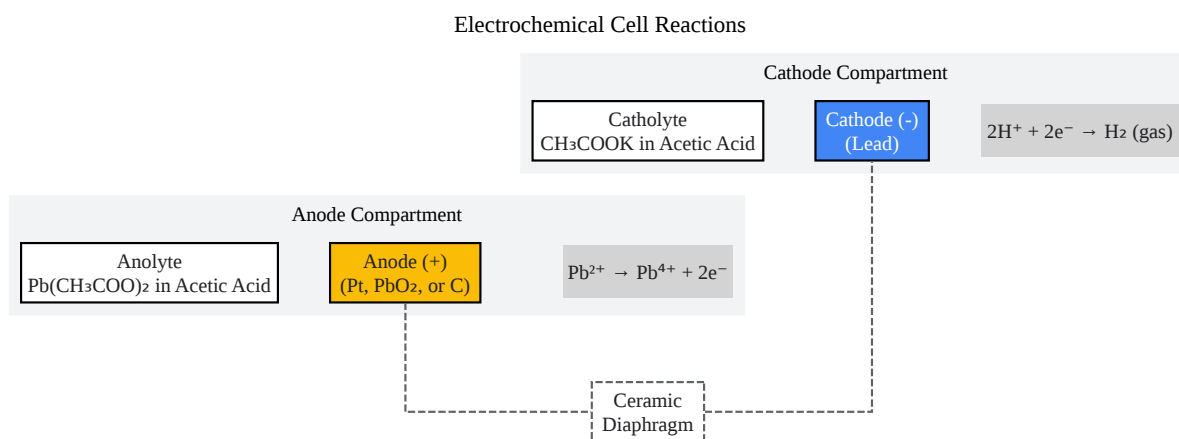 Electrochemical Cell Reactions
Cathode Compartment
Catholyte
CH₃COOK in Acetic Acid
Cathode (-)
(Lead)
2H⁺ + 2e⁻ → H₂ (gas)
Anode Compartment
Anolyte
Pb(CH₃COO)₂ in Acetic Acid
Anode (+)
(Pt, PbO₂, or C)
Pb²⁺ → Pb⁴⁺ + 2e⁻
Ceramic
Diaphragm